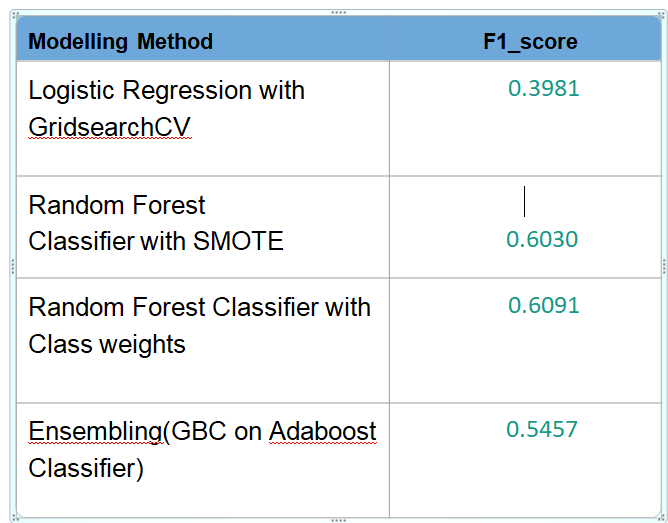 Modelling Method F1_score
Logistic Regression with 0.3981
GridsearchCV
Random Forest
Classifier with SMOTE 0.6030
Random Forest Classifier with 0.6091
Class weights
Ensembling(GBC on Adaboost 0.5457
Classifier)